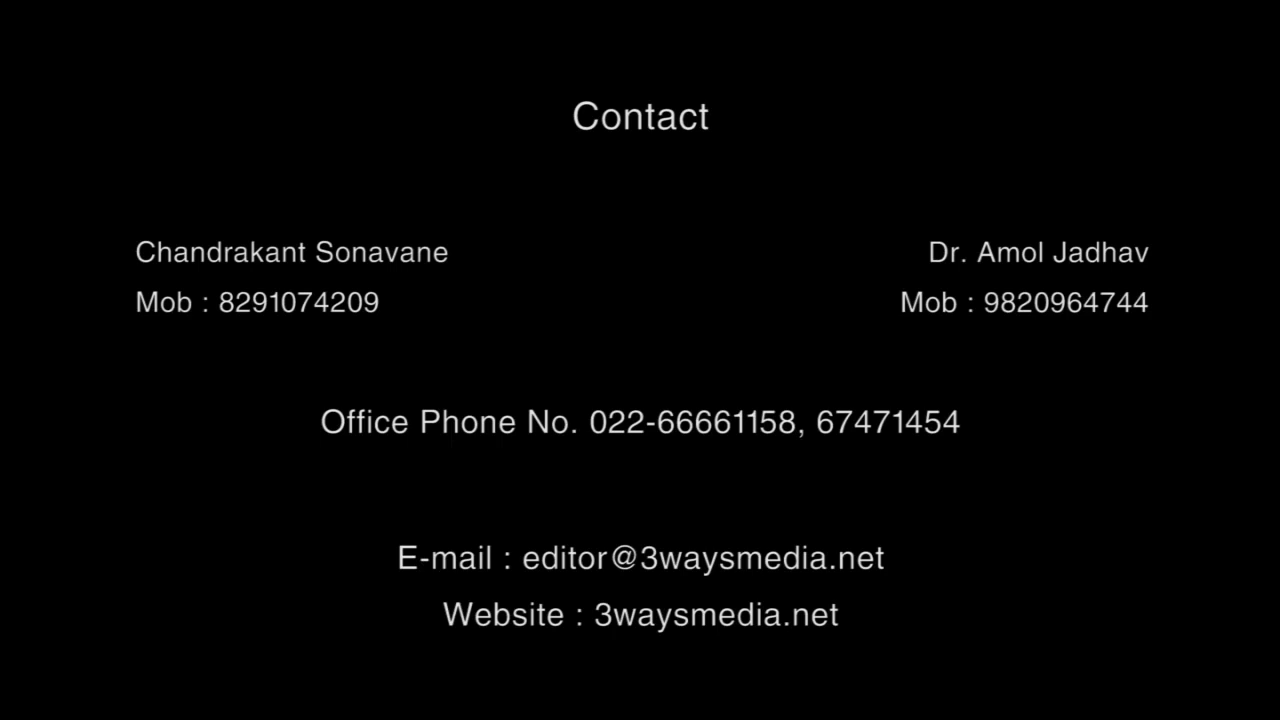 Contact
Chandrakant Sonavane
Dr. Amol Jadhav
Mob : 8291074209
Mob : 9820964744
Office Phone No. 022-66661158, 67471454
E-mail : editor@3waysmedia.net
Website : 3waysmedia.net